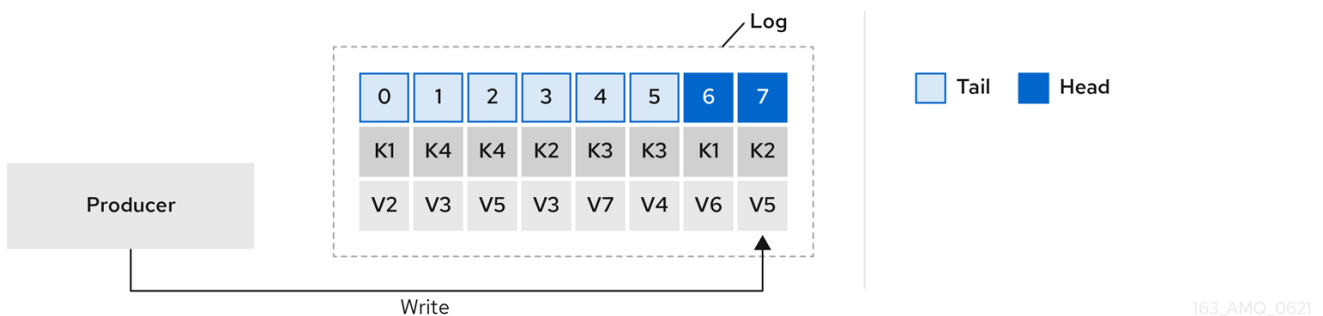 Log
Tail Head
0 1 2 3 4 5 6 7
K1 K4 K4 K2 K3 K3 K1 K2
V2 V3 V5 V3 V7 V4 V6 V5
Producer
Write
163_AMQ_0621